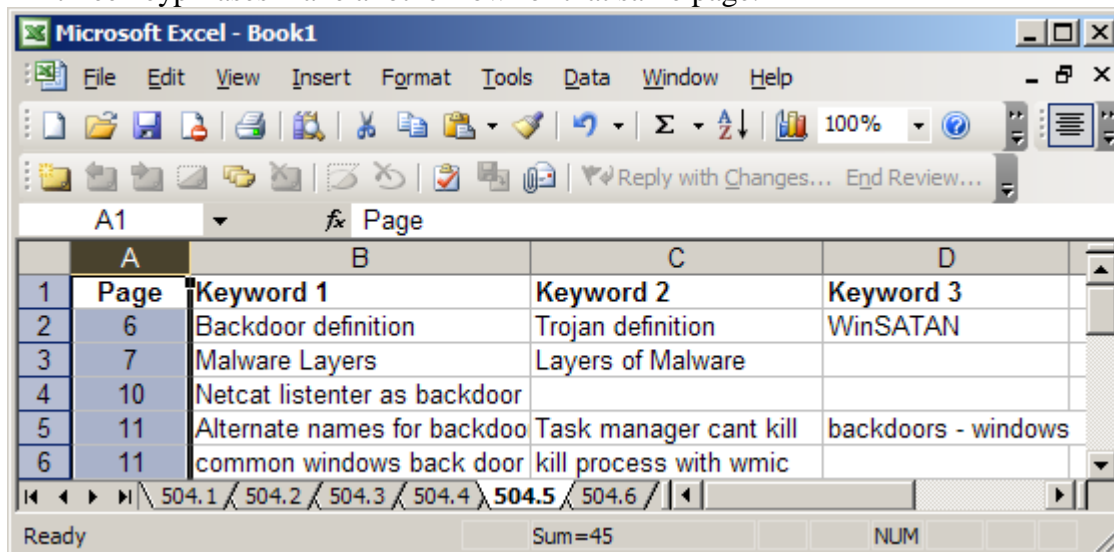 Microsoft Excel - Book1
File Edit View Insert Format Tools Data Window Help
100%
Reply with Changes... End Review...
A1 fx Page
A B C D
1 Page Keyword 1 Keyword 2 Keyword 3
2 6 Backdoor definition Trojan definition WinSATAN
3 7 Malware Layers Layers of Malware
4 10 Netcat listenter as backdoor
5 11 Alternate names for backdoo Task manager cant kill backdoors - windows
6 11 common windows back door kill process with wmic
504.1 504.2 504.3 504.4 504.5 504.6
Ready Sum=45 NUM